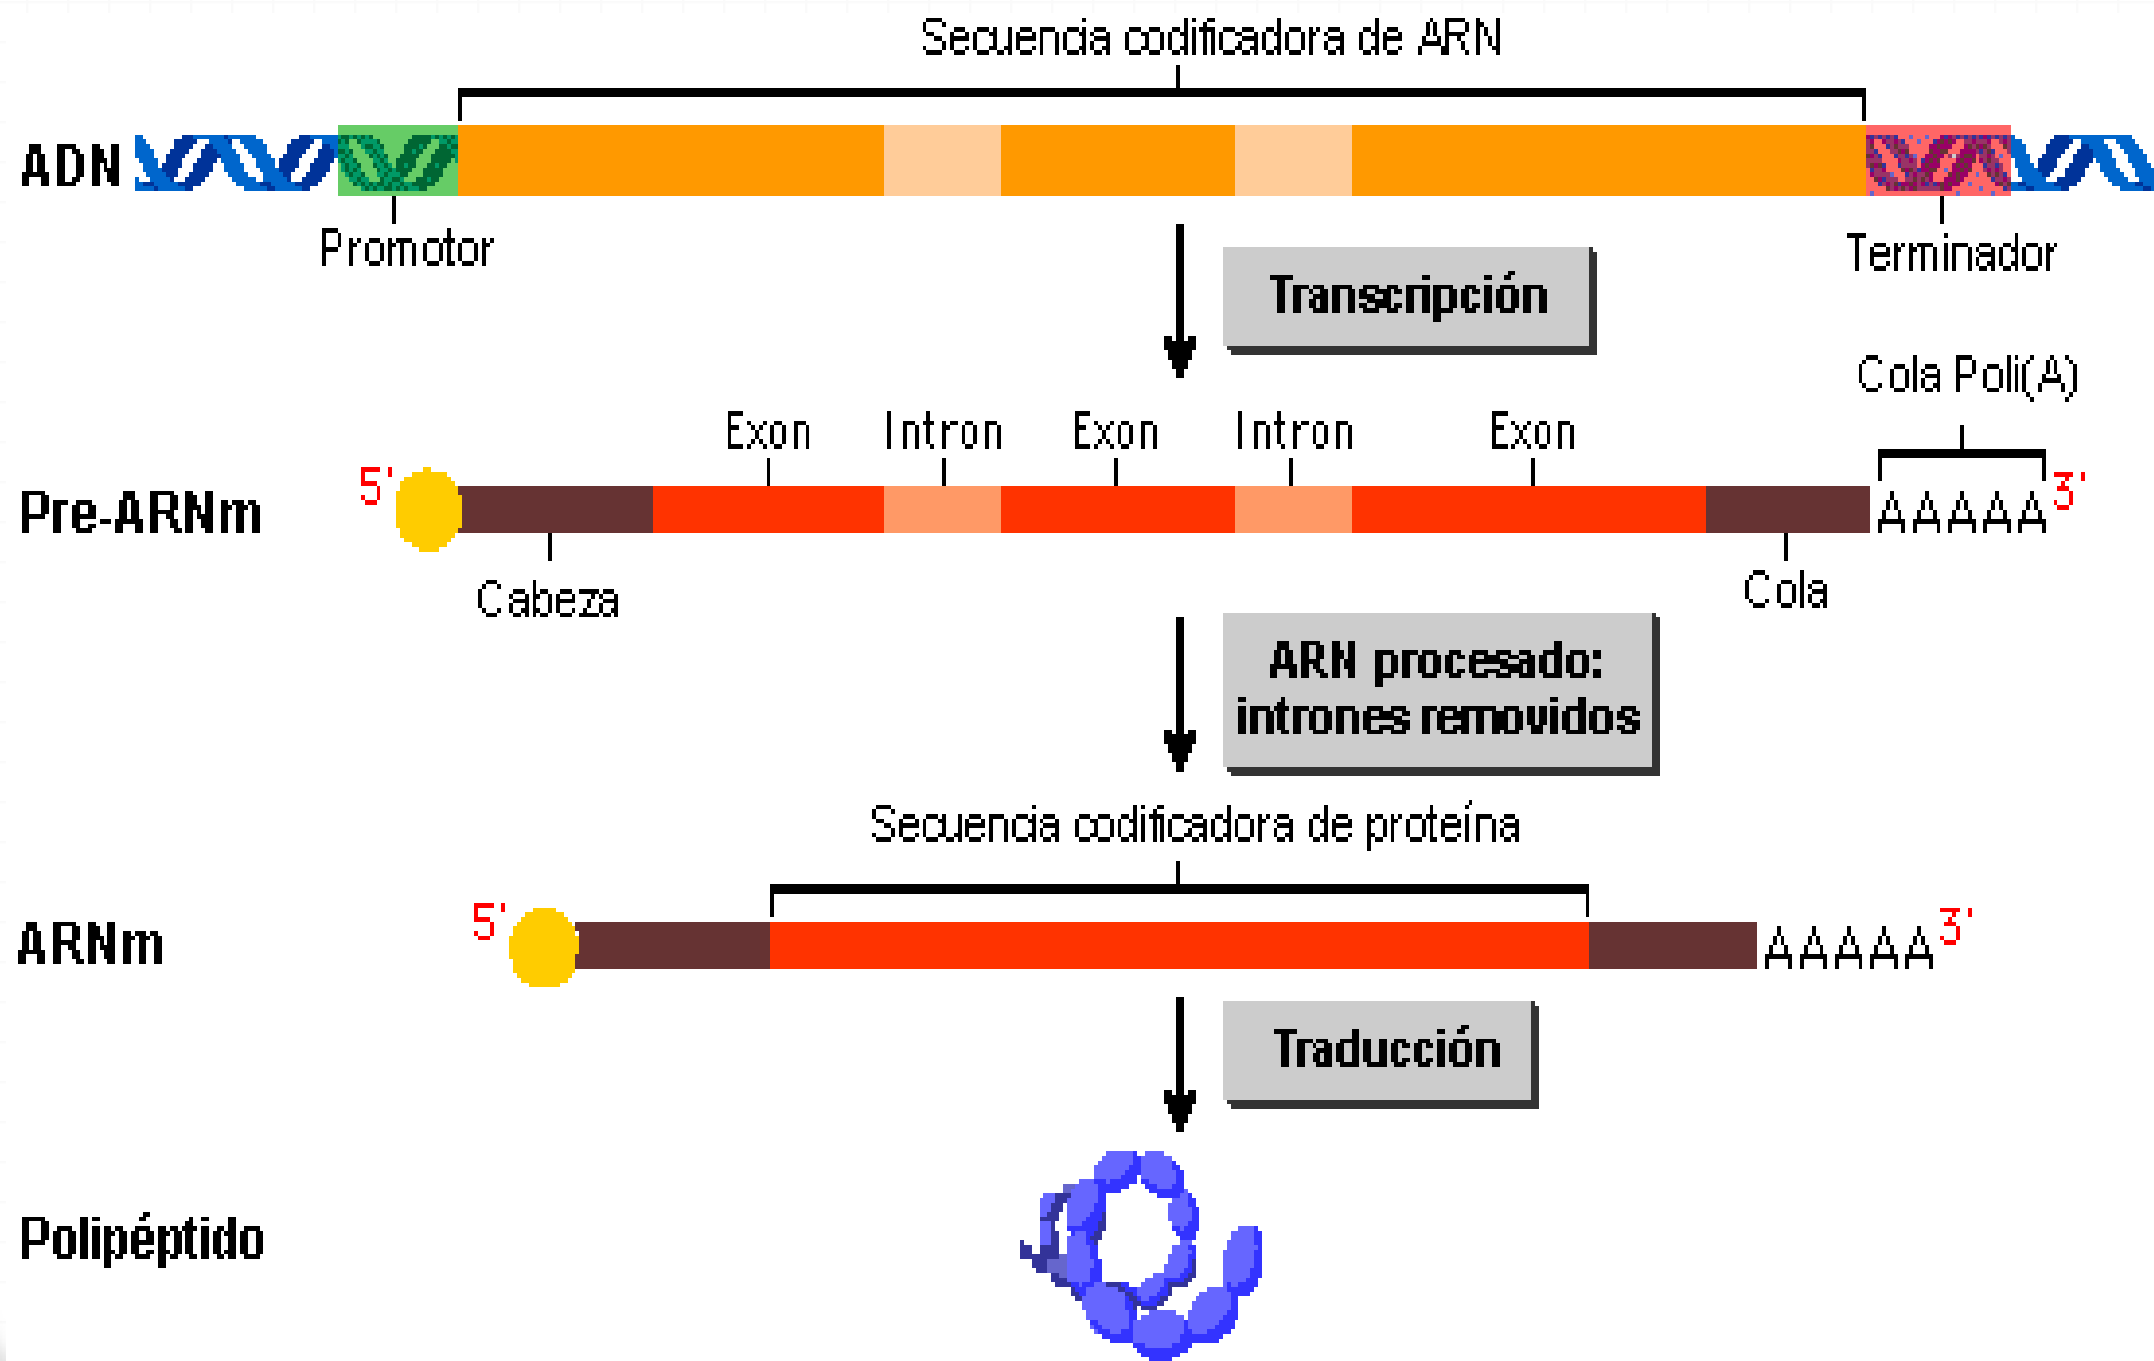 Secuencia codificadora de ARN
ADN
Promotor
Terminador
Transcripción
Cola Poli(A)
Exon Intron Exon Intron Exon
Pre-ARNm 5' AAAAA 3'
Cabeza
Cola
ARN procesado:
intrones removidos
Secuencia codificadora de proteína
ARNm 5' AAAAA 3'
Traducción
Polipéptido